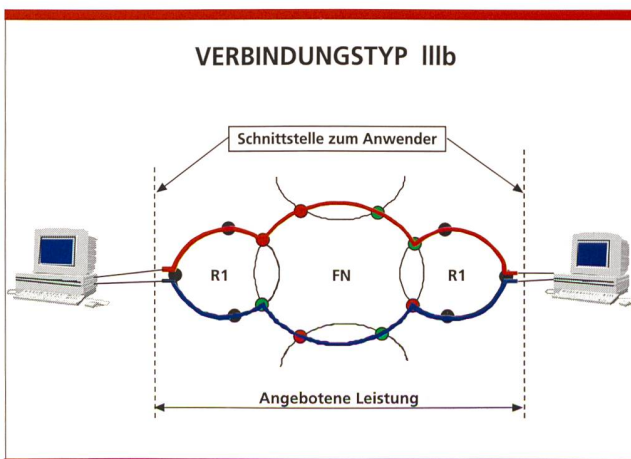 VERBINDUNGSTYP IIIb
Schnittstelle zum Anwender
R1
FN
R1
Angebotene Leistung